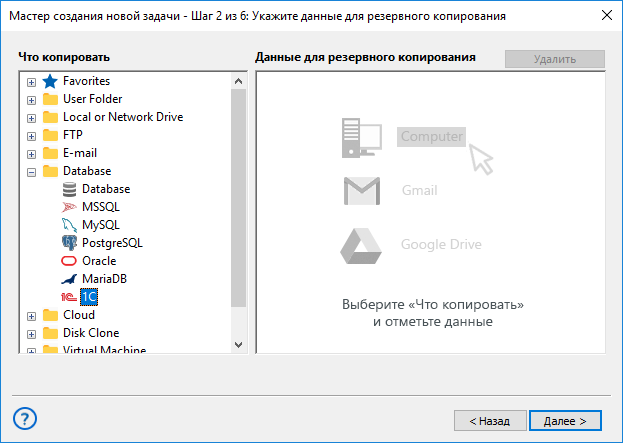 Мастер создания новой задачи - Шаг 2 из 6: Укажите данные для резервного копирования
Что копировать
Favorites
User Folder
Local or Network Drive
FTP
E-mail
Database
Database
MSSQL
MySQL
PostgreSQL
Oracle
MariaDB
1C
Cloud
Disk Clone
Virtual Machine
Данные для резервного копирования
Удалить
Computer
Gmail
Google Drive
Выберите «Что копировать»
и отметьте данные
?
< Назад
Далее >